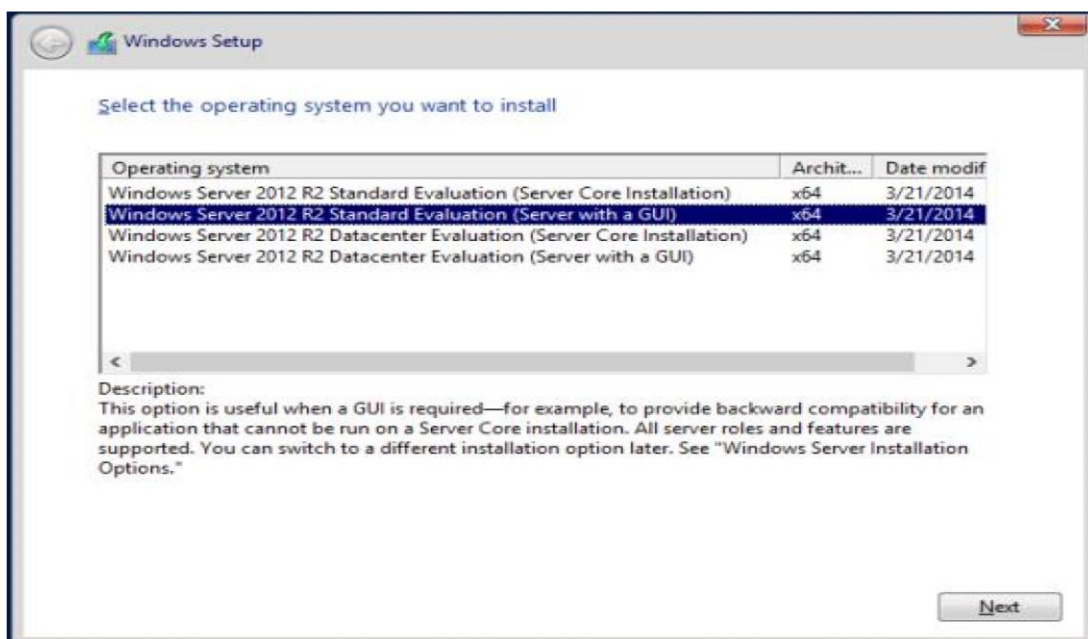 Windows Setup
Select the operating system you want to install
Operating system Archit... Date modif
Windows Server 2012 R2 Standard Evaluation (Server Core Installation) x64 3/21/2014
Windows Server 2012 R2 Standard Evaluation (Server with a GUI) x64 3/21/2014
Windows Server 2012 R2 Datacenter Evaluation (Server Core Installation) x64 3/21/2014
Windows Server 2012 R2 Datacenter Evaluation (Server with a GUI) x64 3/21/2014
Description:
This option is useful when a GUI is required—for example, to provide backward compatibility for an
application that cannot be run on a Server Core installation. All server roles and features are
supported. You can switch to a different installation option later. See "Windows Server Installation
Options."
Next